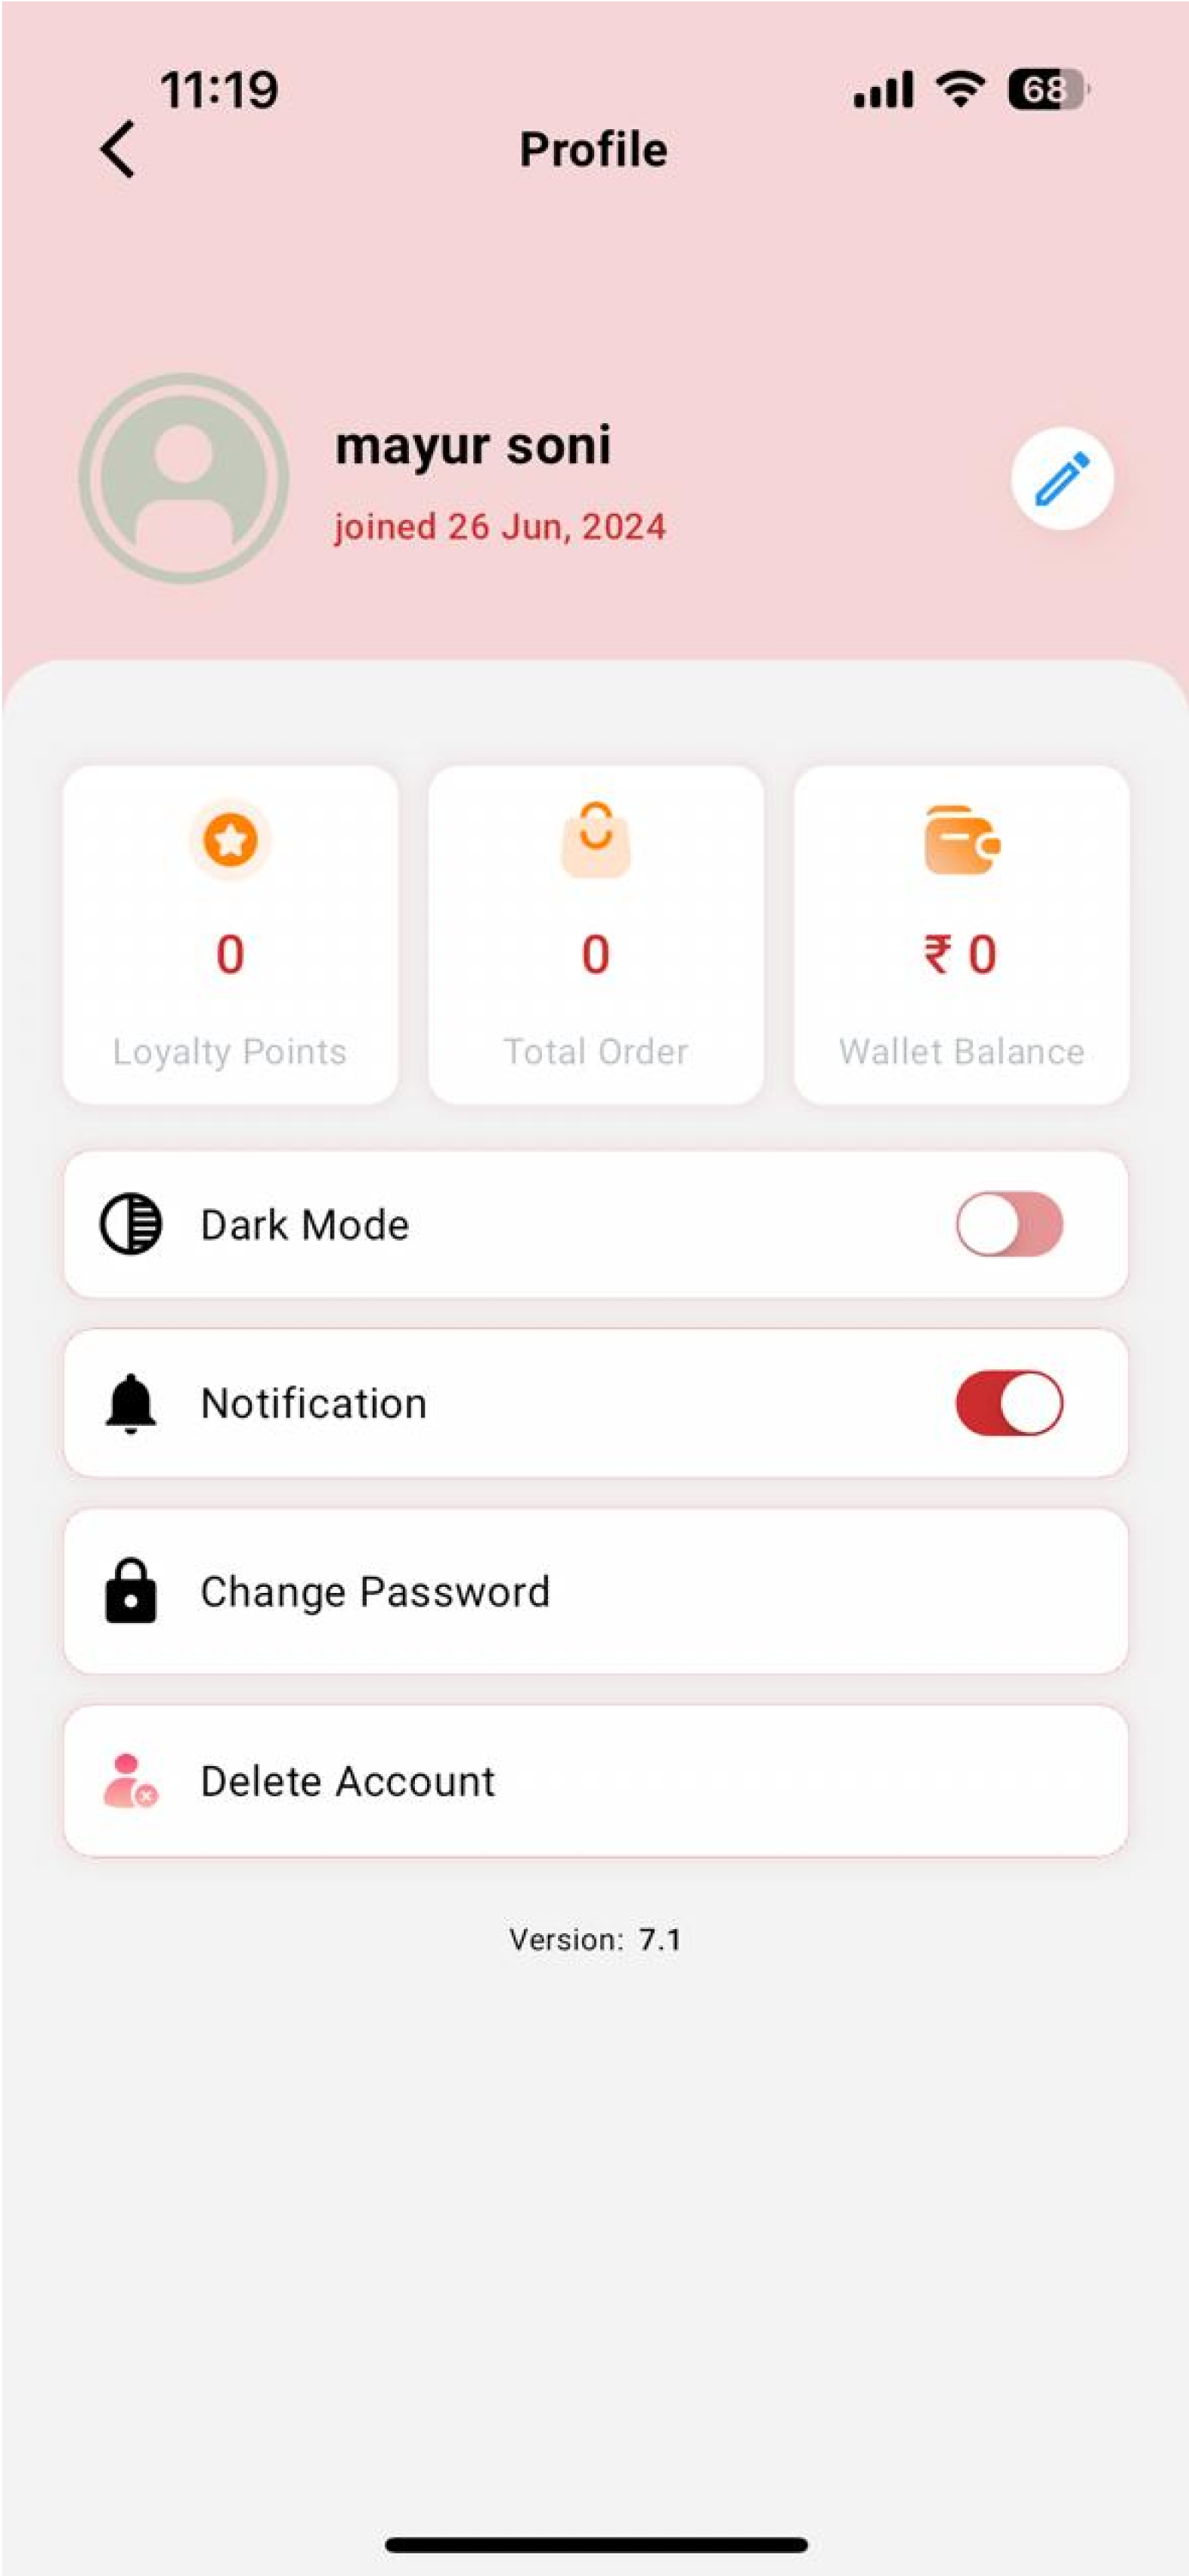 11:19
68
Profile
mayur soni
joined 26 Jun, 2024
0 0 ₹ 0
Loyalty Points Total Order Wallet Balance
Dark Mode
Notification
Change Password
Delete Account
Version: 7.1